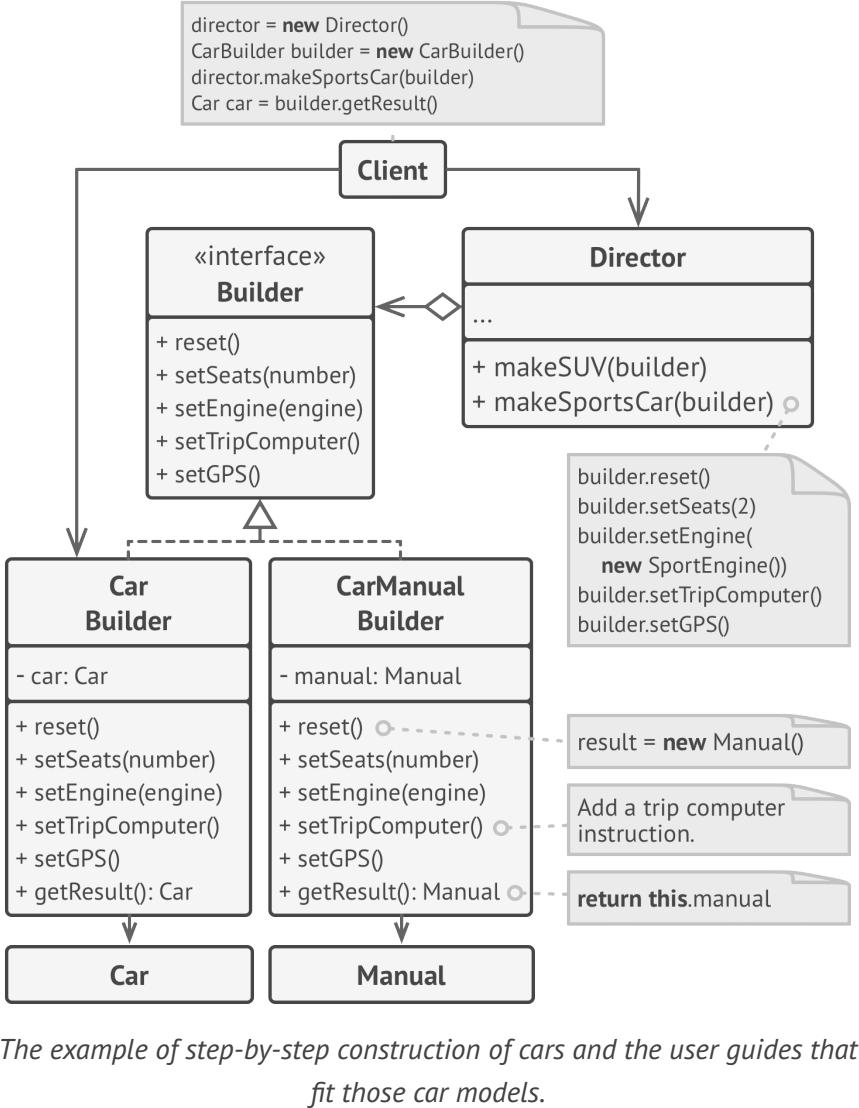 director = new Director()
CarBuilder builder = new CarBuilder()
director.makeSportsCar(builder)
Car car = builder.getResult()
Client
«interface»
Builder
+ reset()
+ setSeats(number)
+ setEngine(engine)
+ setTripComputer()
+ setGPS()
Director
...
+ makeSUV(builder)
+ makeSportsCar(builder)
builder.reset()
builder.setSeats(2)
builder.setEngine(
new SportEngine())
builder.setTripComputer()
builder.setGPS()
Car
Builder
- car: Car
+ reset()
+ setSeats(number)
+ setEngine(engine)
+ setTripComputer()
+ setGPS()
+ getResult(): Car
CarManual
Builder
- manual: Manual
+ reset()
+ setSeats(number)
+ setEngine(engine)
+ setTripComputer()
+ setGPS()
+ getResult(): Manual
result = new Manual()
Add a trip computer
instruction.
return this.manual
Car
Manual
The example of step-by-step construction of cars and the user guides that
fit those car models.